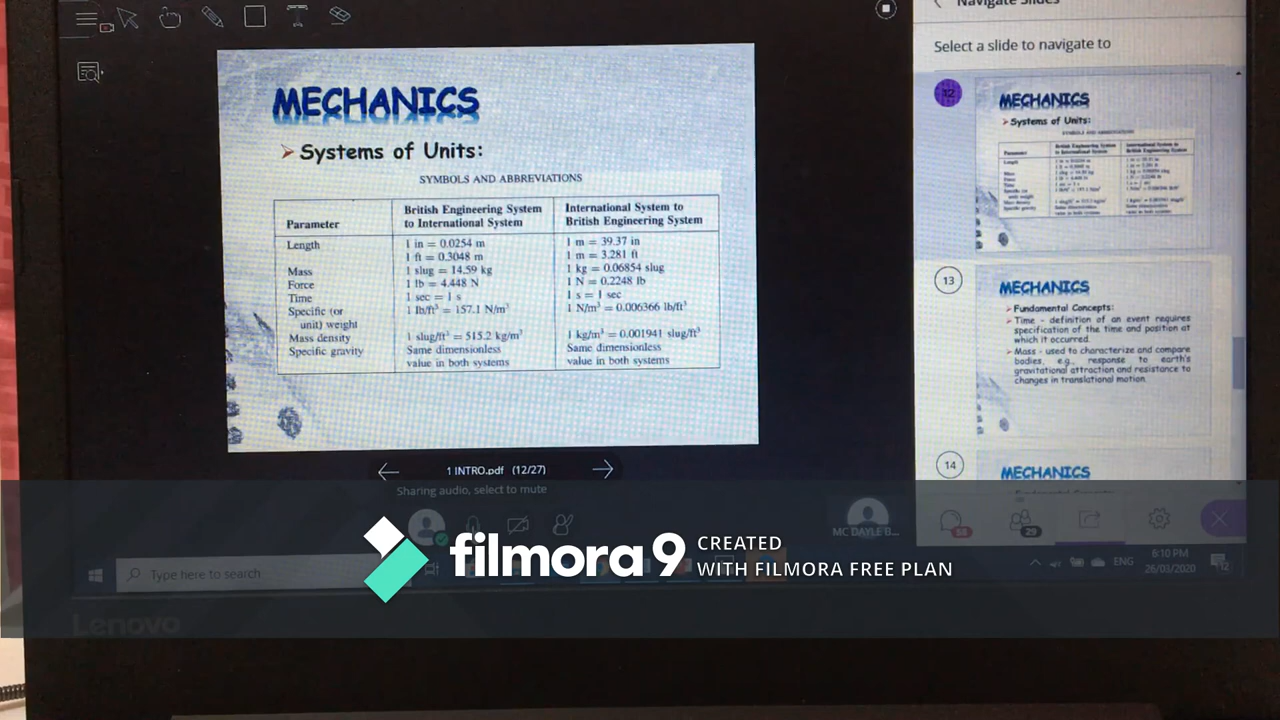 Navigate Slides
Select a slide to navigate to
MECHANICS
Systems of Units:
SYMBOLS AND ABBREVIATIONS
Parameter
British Engineering System to International System
International System to British Engineering System
Length
1 in = 0.0254 m
1 m = 39.37 in
1 ft = 0.3048 m
1 m = 3.281 ft
Mass
1 slug = 14.59 kg
1 kg = 0.06854 slug
Force
1 lb = 4.448 N
1 N = 0.2248 lb
Time
1 sec = 1 s
1 s = 1 sec
Specific (or unit) weight
1 lb/ft³ = 157.1 N/m³
1 N/m³ = 0.006366 lb/ft³
Mass density
1 slug/ft³ = 515.2 kg/m³
1 kg/m³ = 0.001941 slug/ft³
Specific gravity
Same dimensionless value in both systems
Same dimensionless value in both systems
1 INTRO.pdf (12/27)
Sharing audio, select to mute
12
MECHANICS
Systems of Units:
13
MECHANICS
Fundamental Concepts:
Time - definition of an event requires
specification of the time and position at
which it occurred.
Mass - used to characterize and compare
bodies, e.g., response to earth's
gravitational attraction and resistance to
changes in translational motion.
14
MECHANICS
MC DAYLE B...
29
Type here to search
ENG
6:10 PM
26/03/2020
filmora9
CREATED
WITH FILMORA FREE PLAN
Lenovo